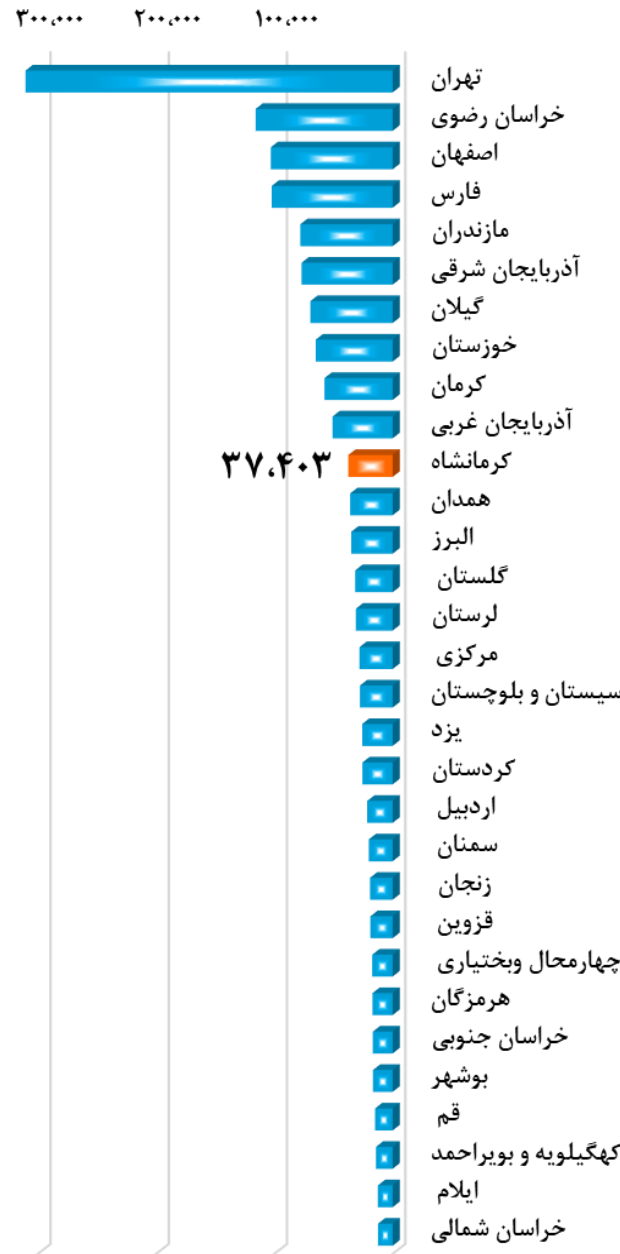 ۳۰۰،۰۰۰ ۲۰۰،۰۰۰ ۱۰۰،۰۰۰
تهران
خراسان رضوی
اصفهان
فارس
مازندران
آذربایجان شرقی
گیلان
خوزستان
کرمان
آذربایجان غربی
کرمانشاه ۳۷،۴۰۳
همدان
البرز
گلستان
لرستان
مرکزی
سیستان و بلوچستان
یزد
کردستان
اردبیل
سمنان
زنجان
قزوین
چهارمحال وبختیاری
هرمزگان
خراسان جنوبی
بوشهر
قم
کهگیلویه و بویراحمد
ایلام
خراسان شمالی